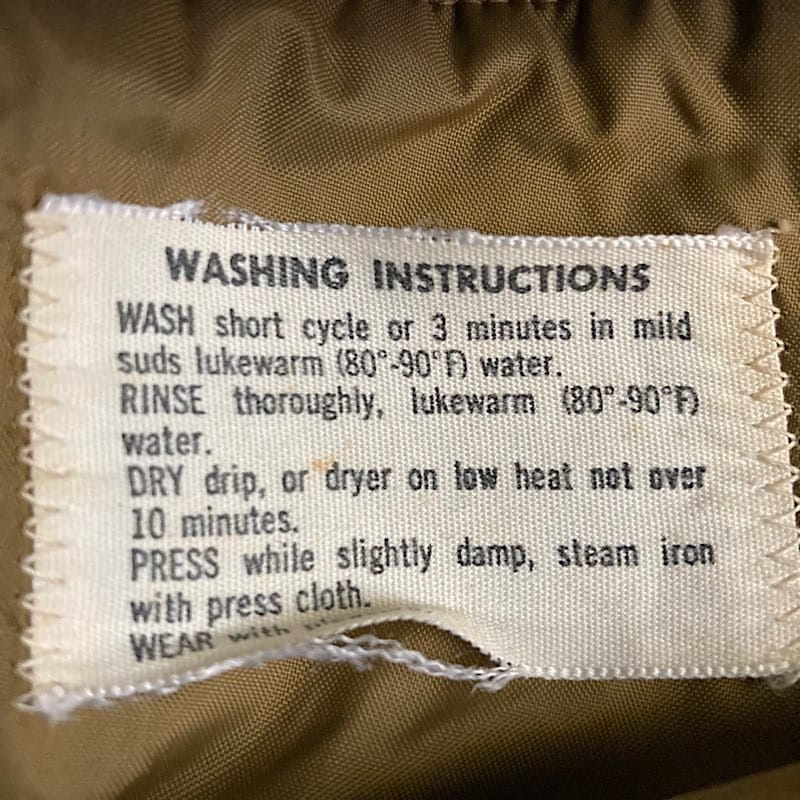 WASHING INSTRUCTIONS
WASH short cycle or 3 minutes in mild
suds lukewarm (80°-90°F) water.
RINSE thoroughly, lukewarm (80°-90°F)
water.
DRY drip, or dryer on low heat not over
10 minutes.
PRESS while slightly damp, steam iron
with press cloth.
WEAR with